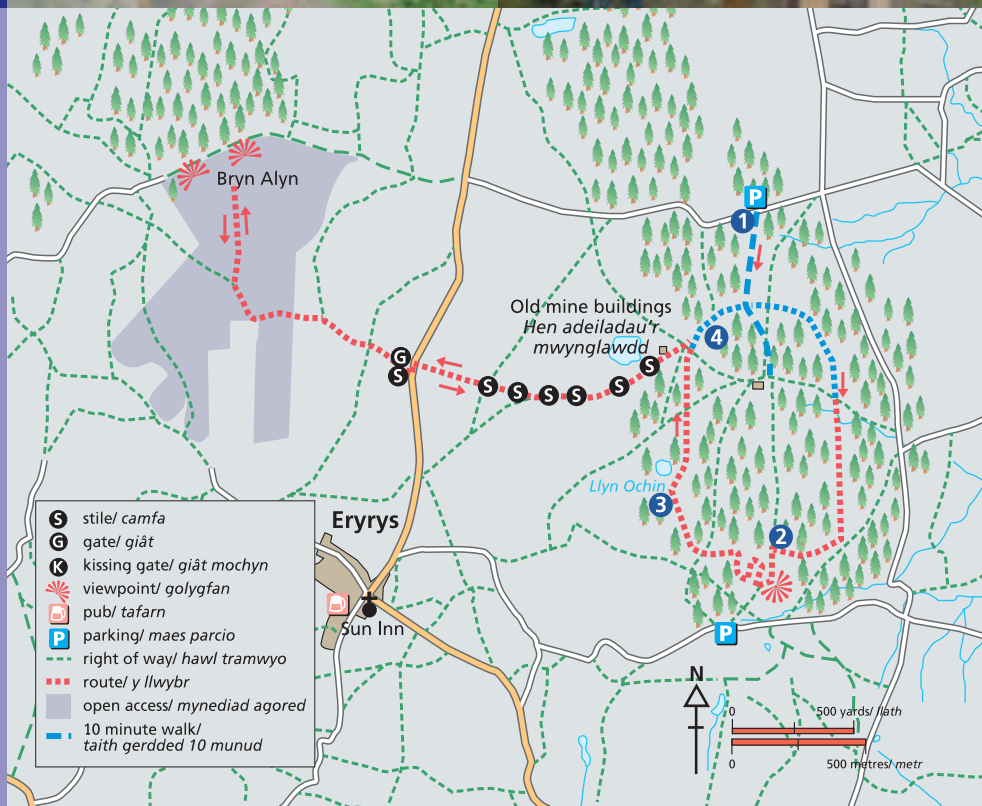 Bryn Alyn
P
1
Old mine buildings
Hen adeiladau'r
mwynglawdd
4
G
S
S
S
S
S
S
S
Llyn Ochin
3
2
Eryrys
Sun Inn
P
S stile/ camfa
G gate/ giât
K kissing gate/ giât mochyn
viewpoint/ golygfan
pub/ tafarn
P parking/ maes parcio
right of way/ hawl tramwyo
route/ y llwybr
open access/ mynediad agored
10 minute walk/
taith gerdded 10 munud
N
0 500 yards/ llath
0 500 metres/ metr